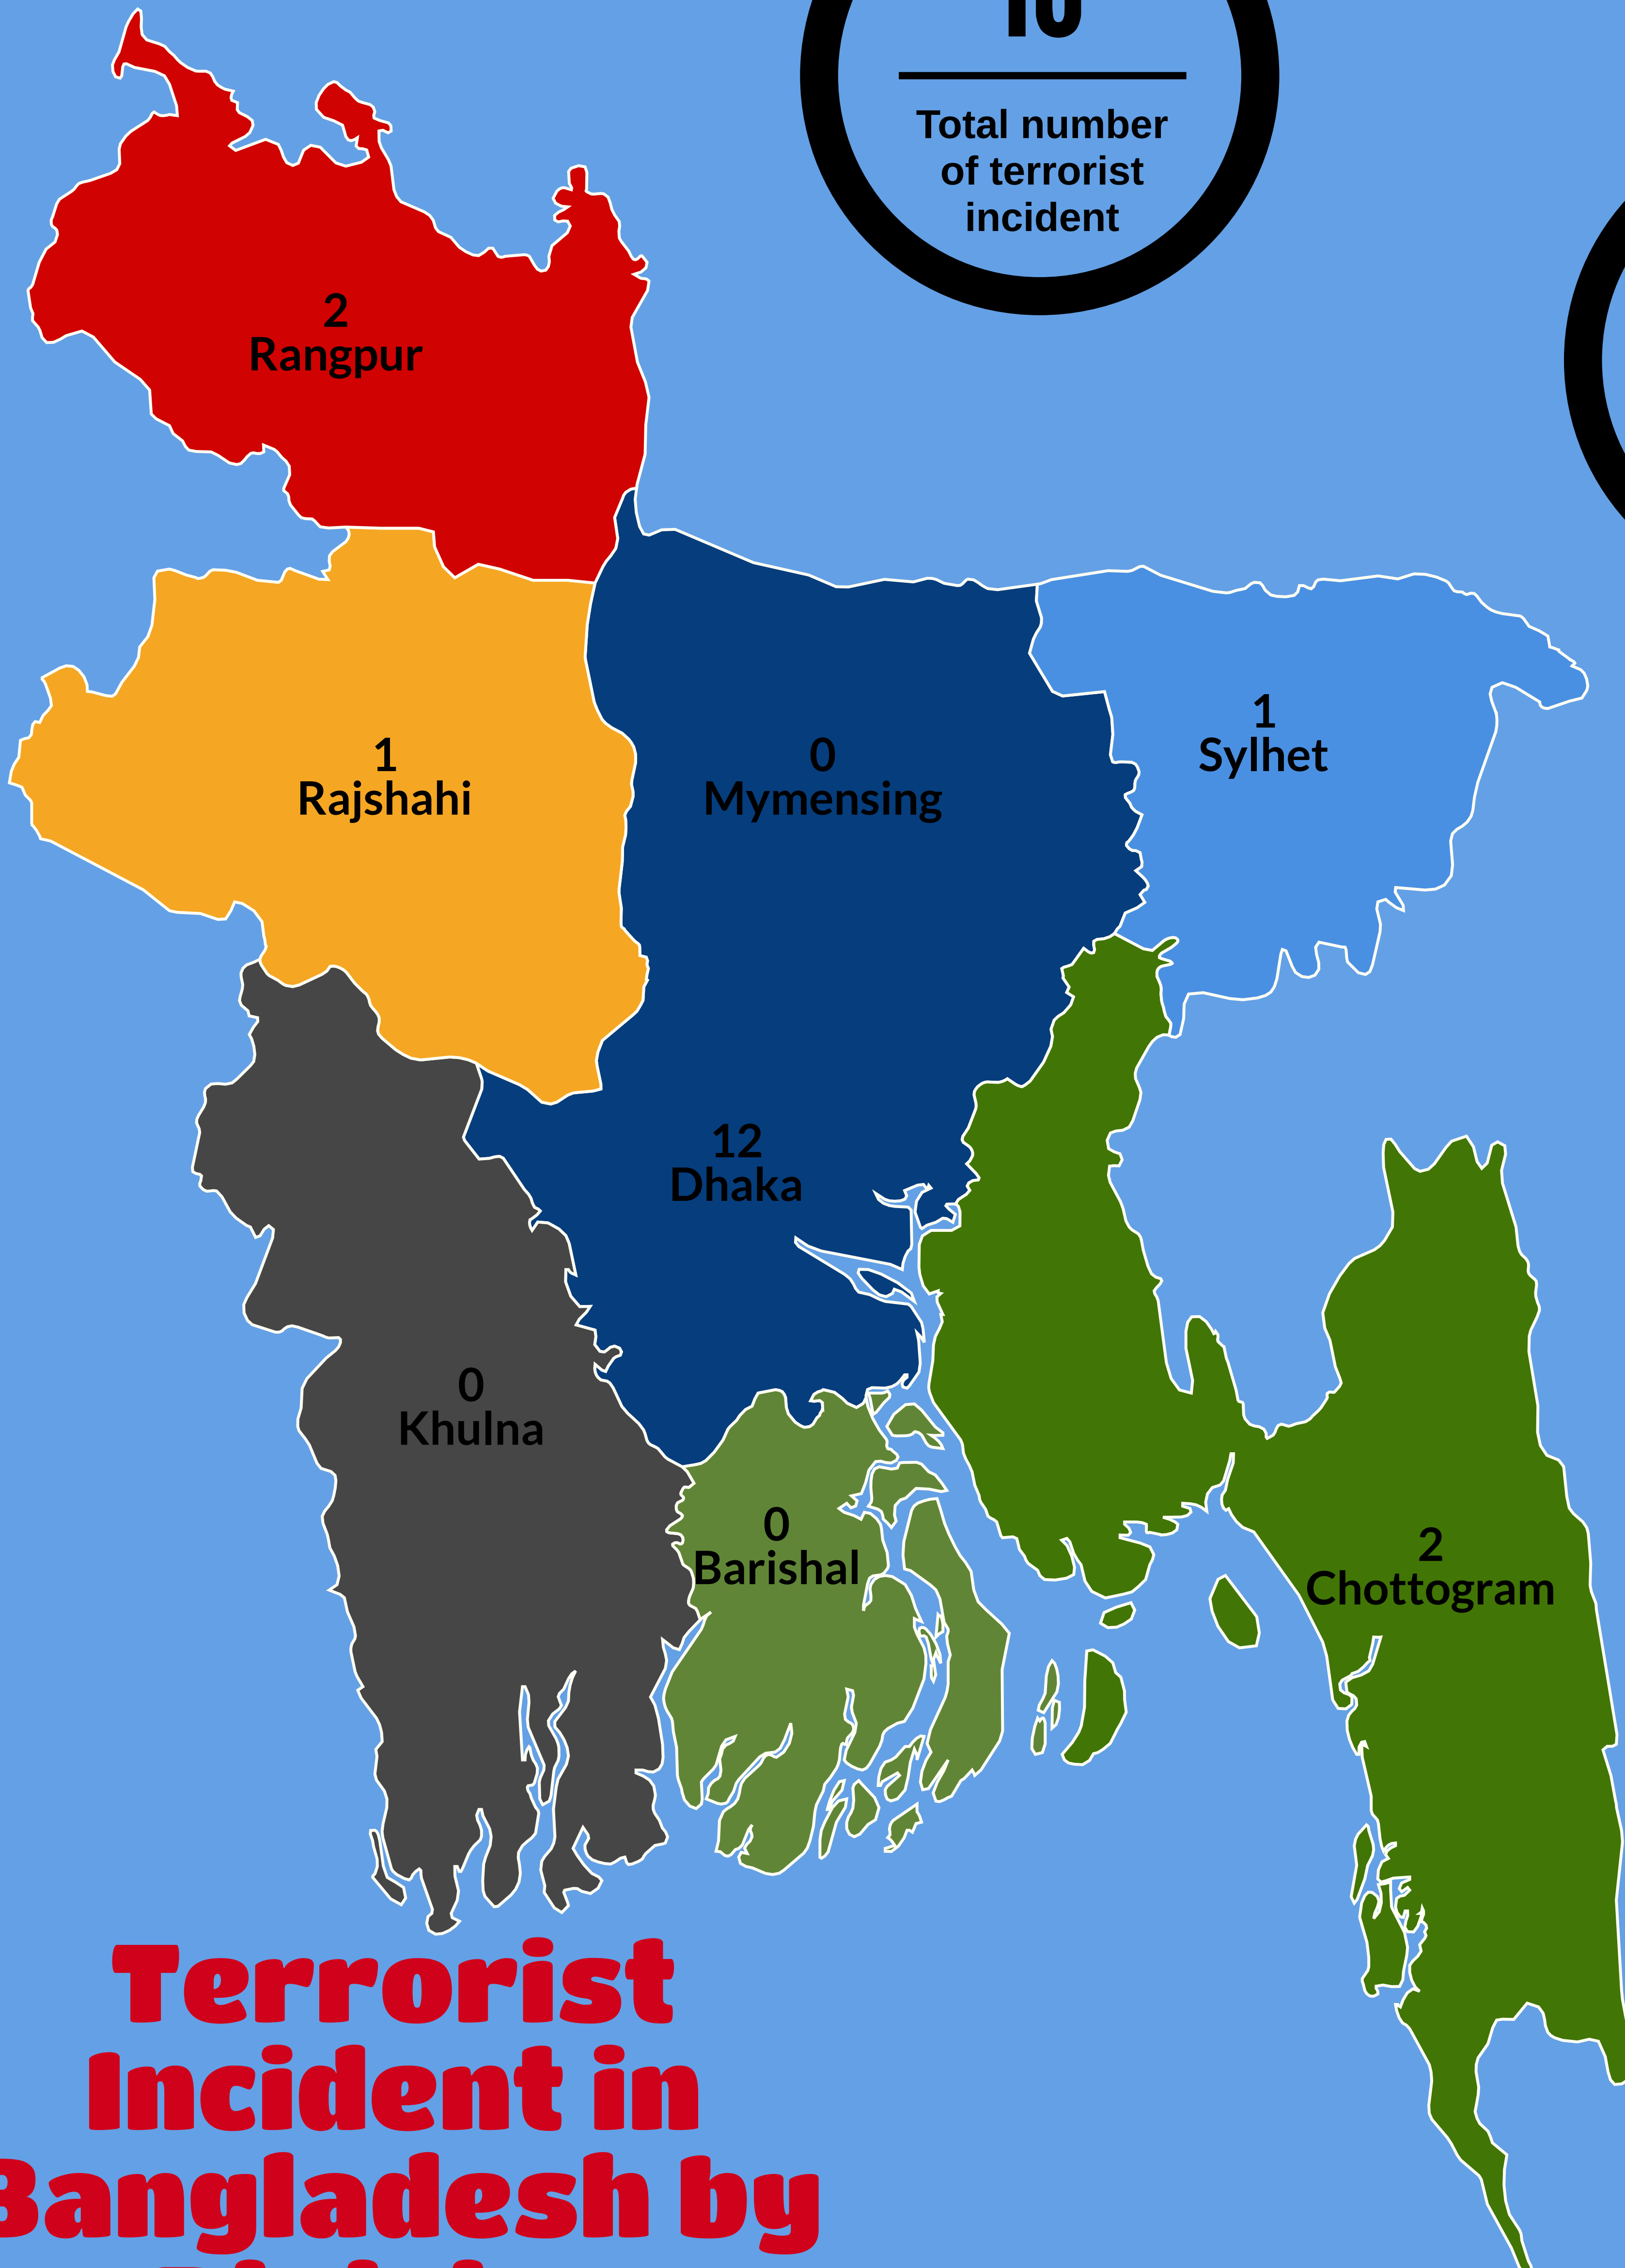 Total number
of terrorist
incident
2
Rangpur
1
Sylhet
1
Rajshahi
0
Mymensing
12
Dhaka
0
Khulna
0
Barishal
2
Chottogram
Terrorist
Incident in
Bangladesh by